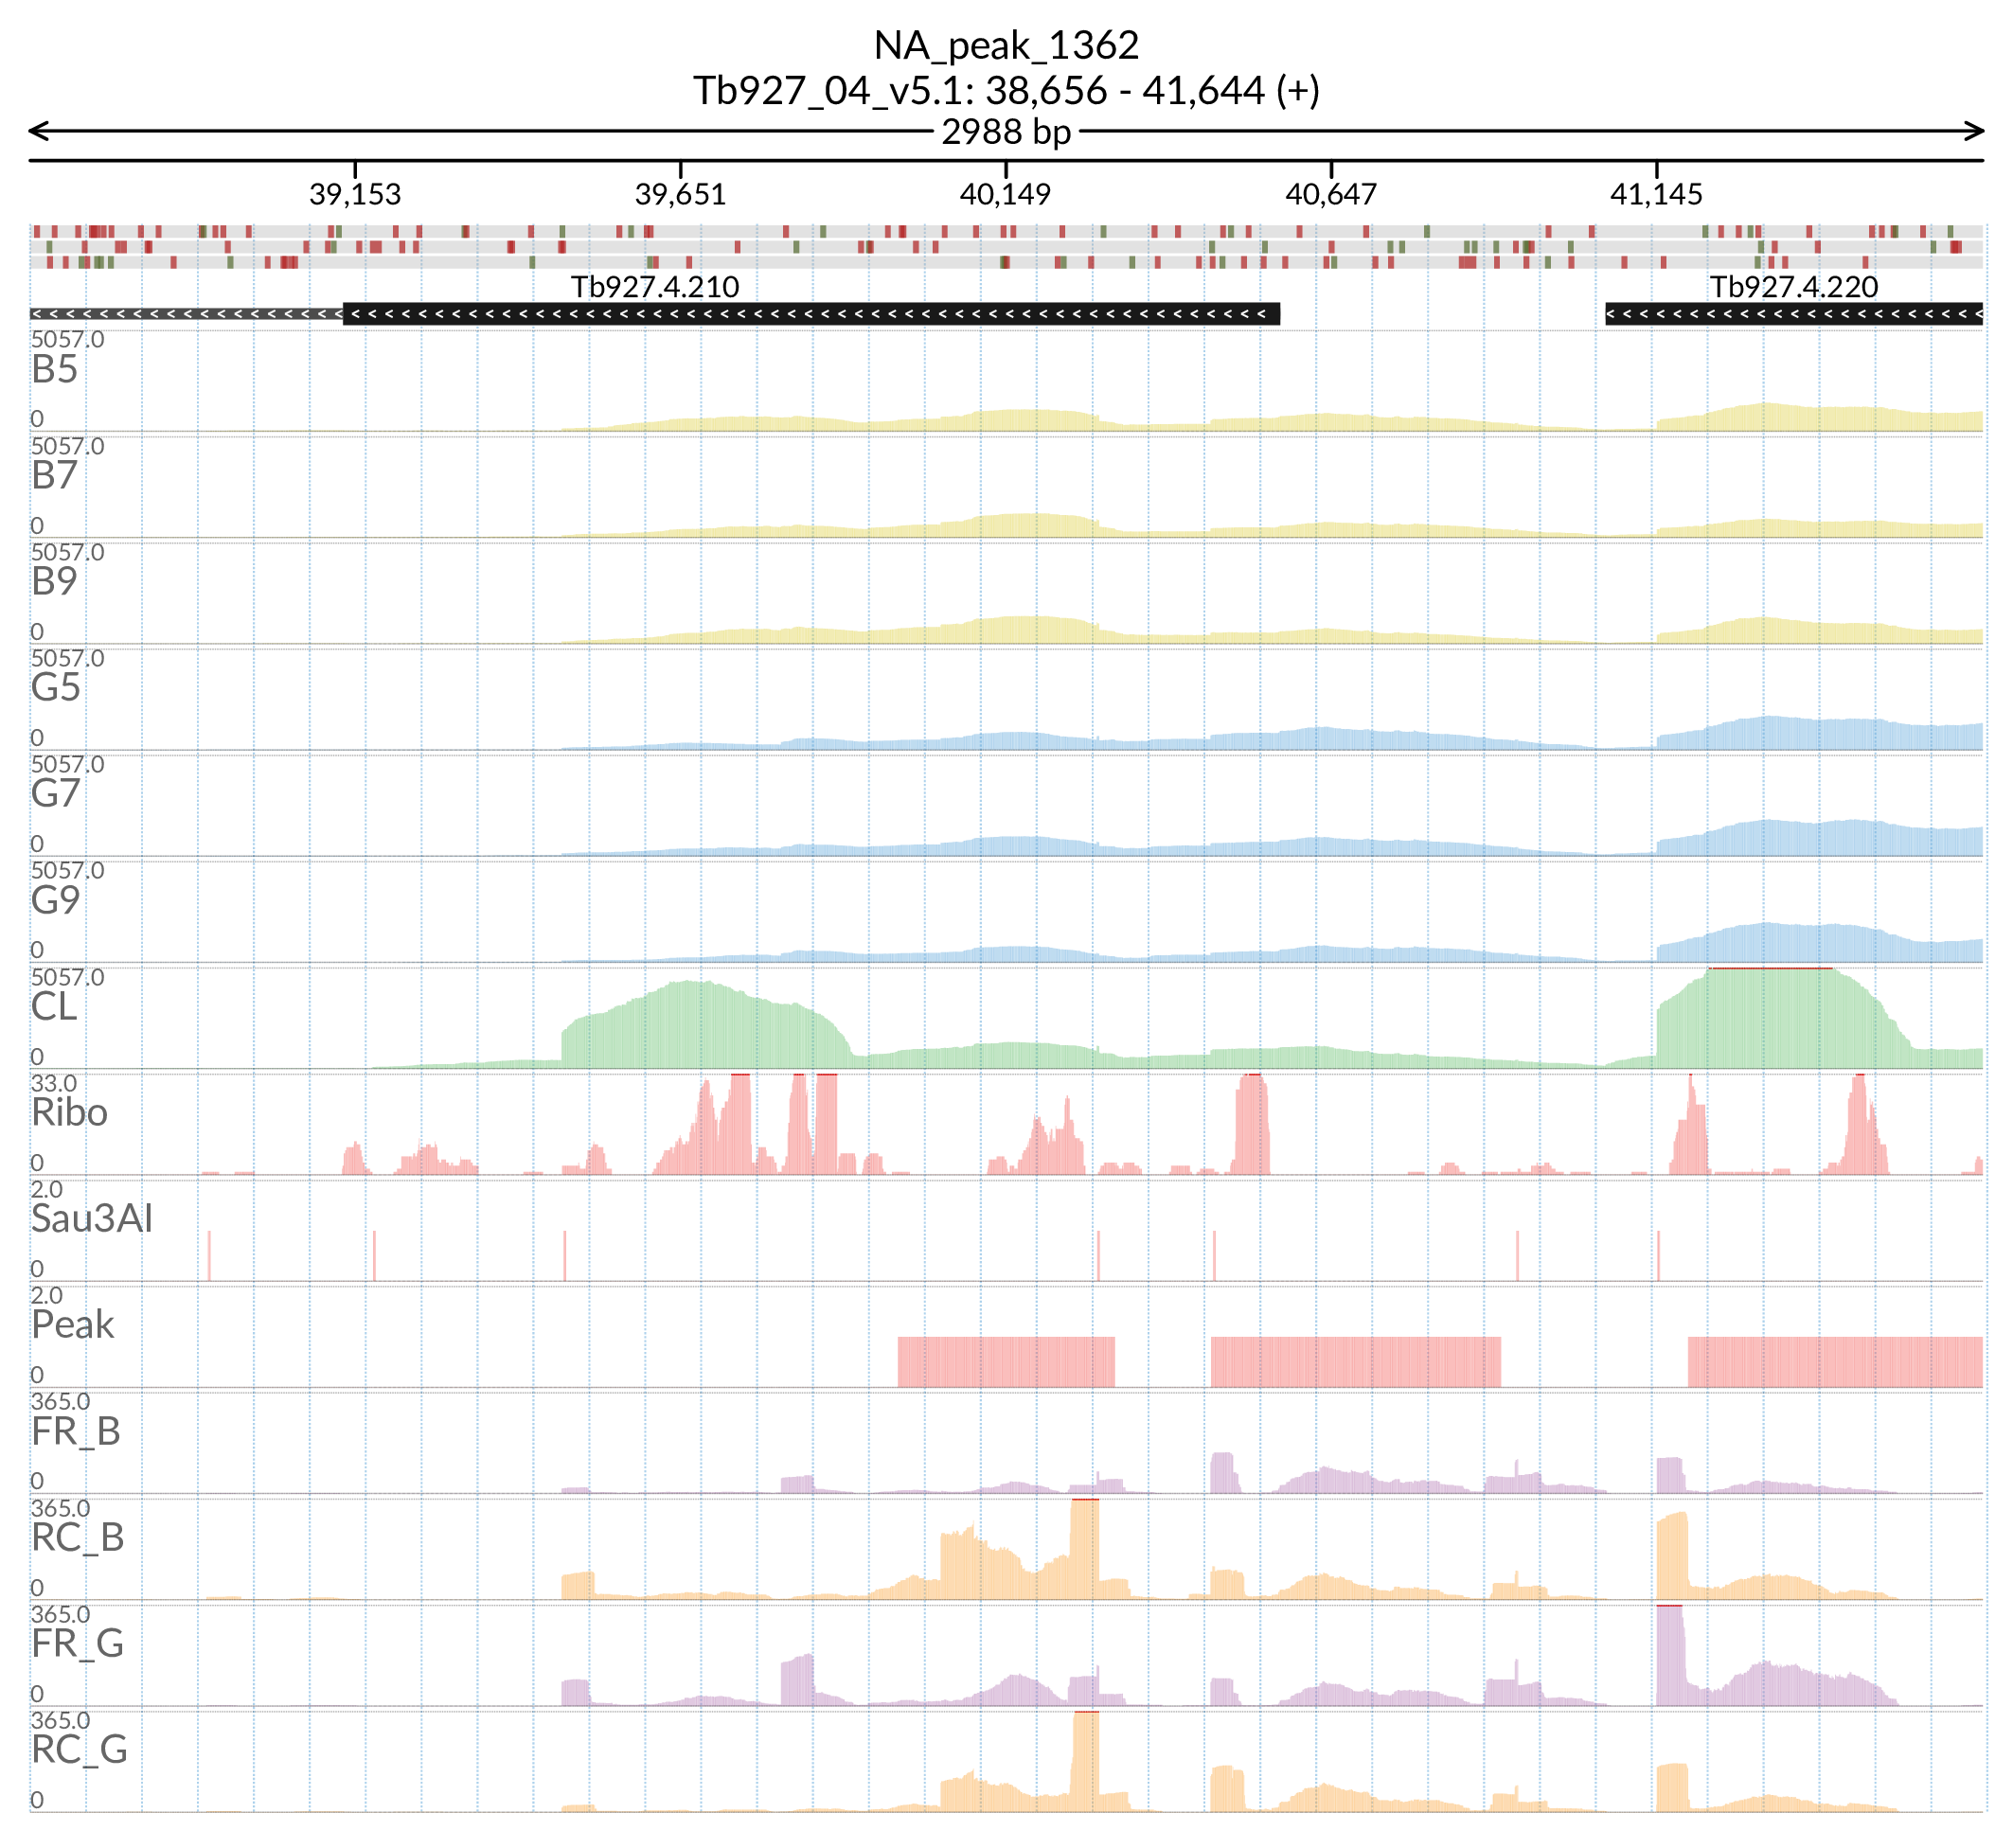 NA_peak_1362
Tb927_04_v5.1: 38,656 - 41,644 (+)
2988 bp
39,153 39,651 40,149 40,647 41,145
Tb927.4.210 Tb927.4.220
5057.0
B5
0
5057.0
B7
0
5057.0
B9
0
5057.0
G5
0
5057.0
G7
0
5057.0
G9
0
5057.0
CL
0
33.0
Ribo
0
2.0
Sau3AI
0
2.0
Peak
0
365.0
FR_B
0
365.0
RC_B
0
365.0
FR_G
0
365.0
RC_G
0